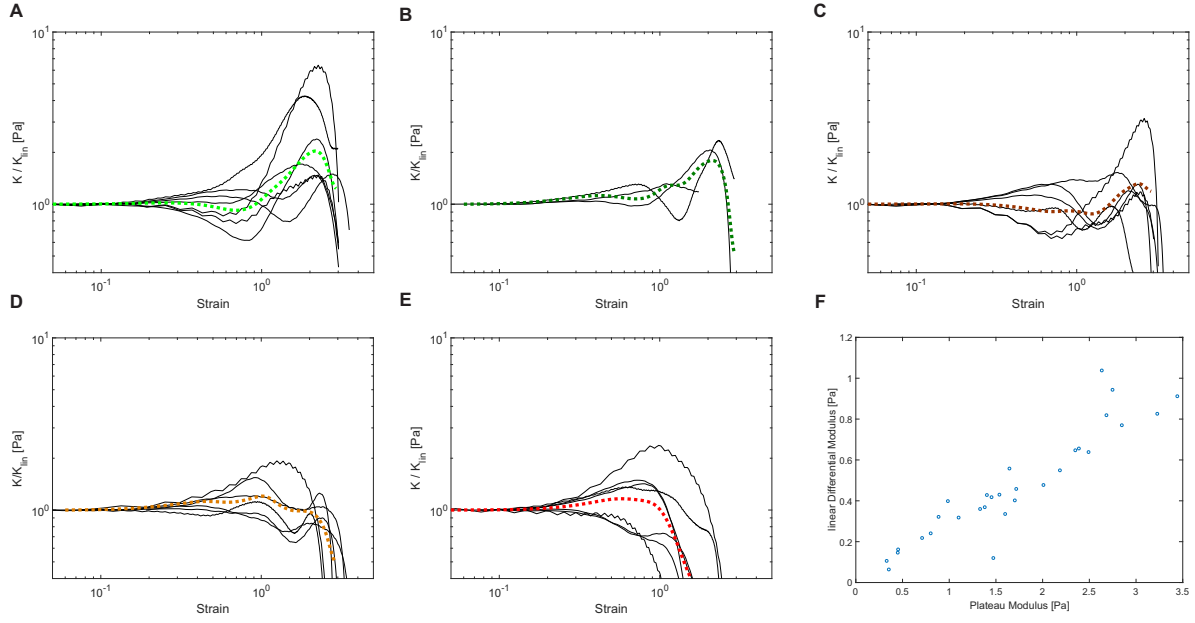 A
B
C
10^1
10^0
K / K_lin [Pa]
10^-1
10^0
Strain
10^1
10^0
K/K_lin [Pa]
10^-1
10^0
Strain
10^1
10^0
K / K_lin [Pa]
10^-1
10^0
Strain
D
E
F
10^1
10^0
K/K_lin [Pa]
10^-1
10^0
Strain
10^1
10^0
K / K_lin [Pa]
10^-1
10^0
Strain
1.2
1
0.8
0.6
0.4
0.2
0
linear Differential Modulus [Pa]
0 0.5 1 1.5 2 2.5 3 3.5
Plateau Modulus [Pa]